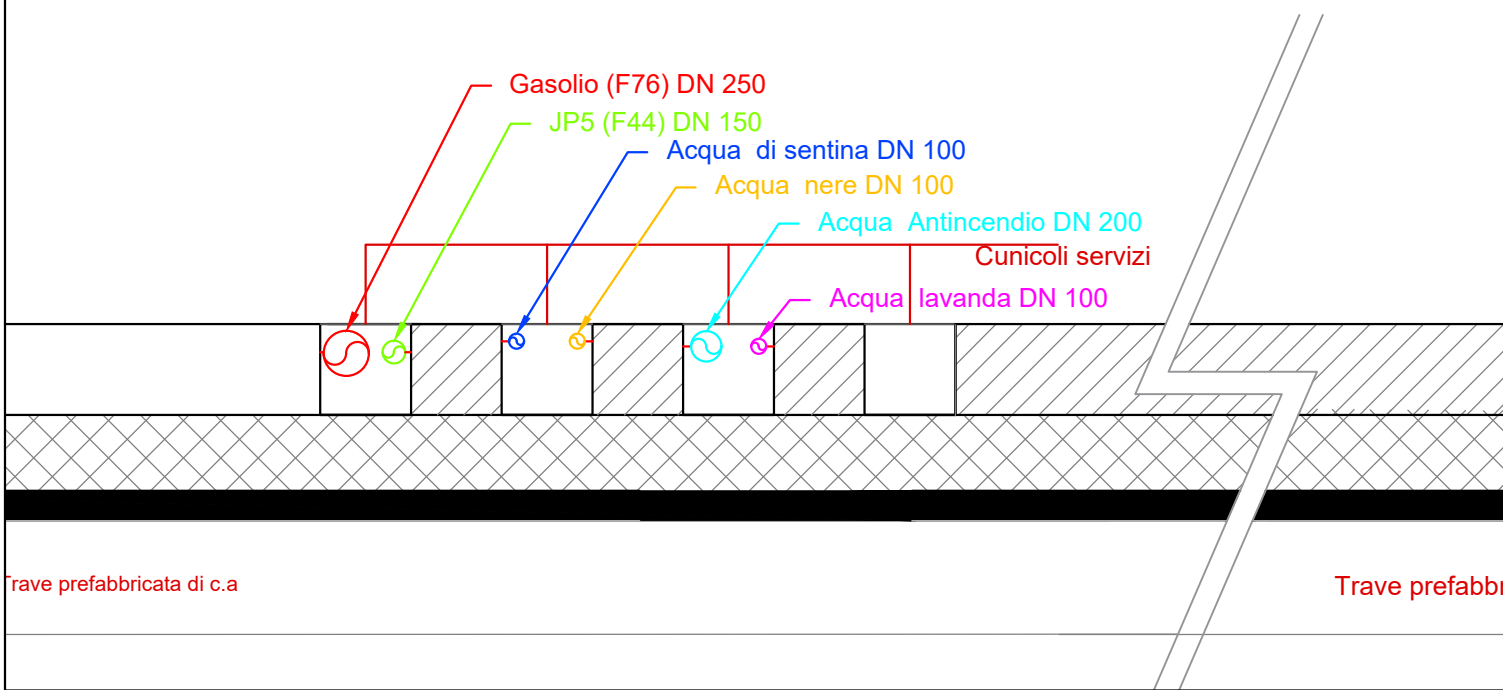 Gasolio (F76) DN 250
JP5 (F44) DN 150
Acqua di sentina DN 100
Acqua nere DN 100
Acqua Antincendio DN 200
Cunicoli servizi
Acqua lavanda DN 100
Trave prefabbricata di c.a
Trave prefabbr